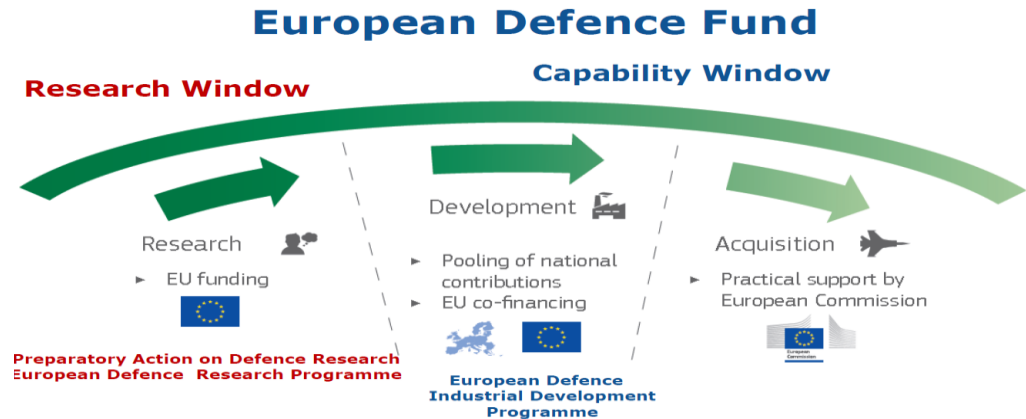 European Defence Fund
Research Window
Capability Window
Research
► EU funding
Preparatory Action on Defence Research
European Defence Research Programme
Development
► Pooling of national
contributions
► EU co-financing
European Defence
Industrial Development
Programme
Acquisition
► Practical support by
European Commission
European
Commission